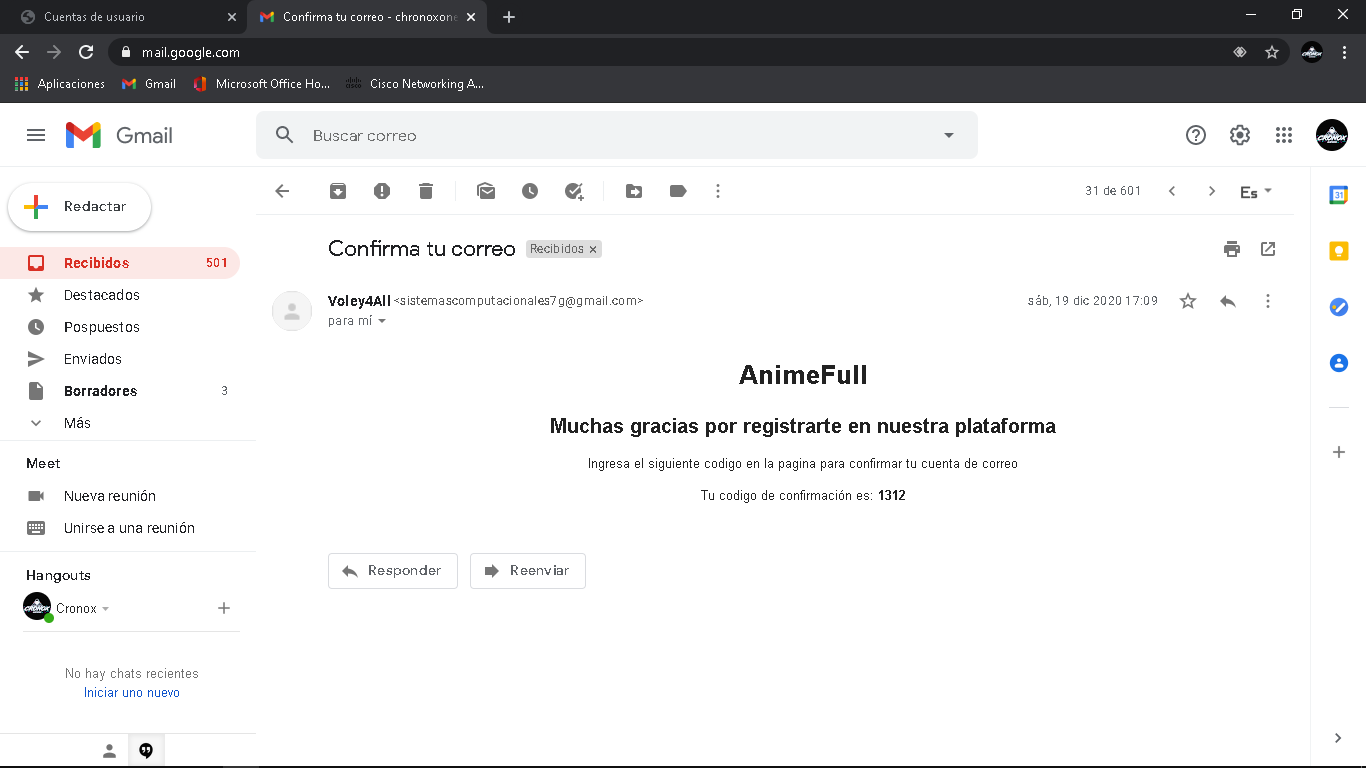 Cuentas de usuario
Confirma tu correo - chronoxone
mail.google.com
Aplicaciones
Gmail
Microsoft Office Ho...
Cisco Networking A...
Gmail
Buscar correo
CRONOX
Redactar
31 de 601
Es
Recibidos 501
Destacados
Pospuestos
Enviados
Borradores 3
Más
Meet
Nueva reunión
Unirse a una reunión
Hangouts
Cronox
No hay chats recientes
Iniciar uno nuevo
Confirma tu correo Recibidos x
Voley4All <sistemascomputacionales7g@gmail.com> sáb, 19 dic 2020 17:09
para mí
AnimeFull
Muchas gracias por registrarte en nuestra plataforma
Ingresa el siguiente codigo en la pagina para confirmar tu cuenta de correo
Tu codigo de confirmación es: 1312
Responder
Reenviar
31